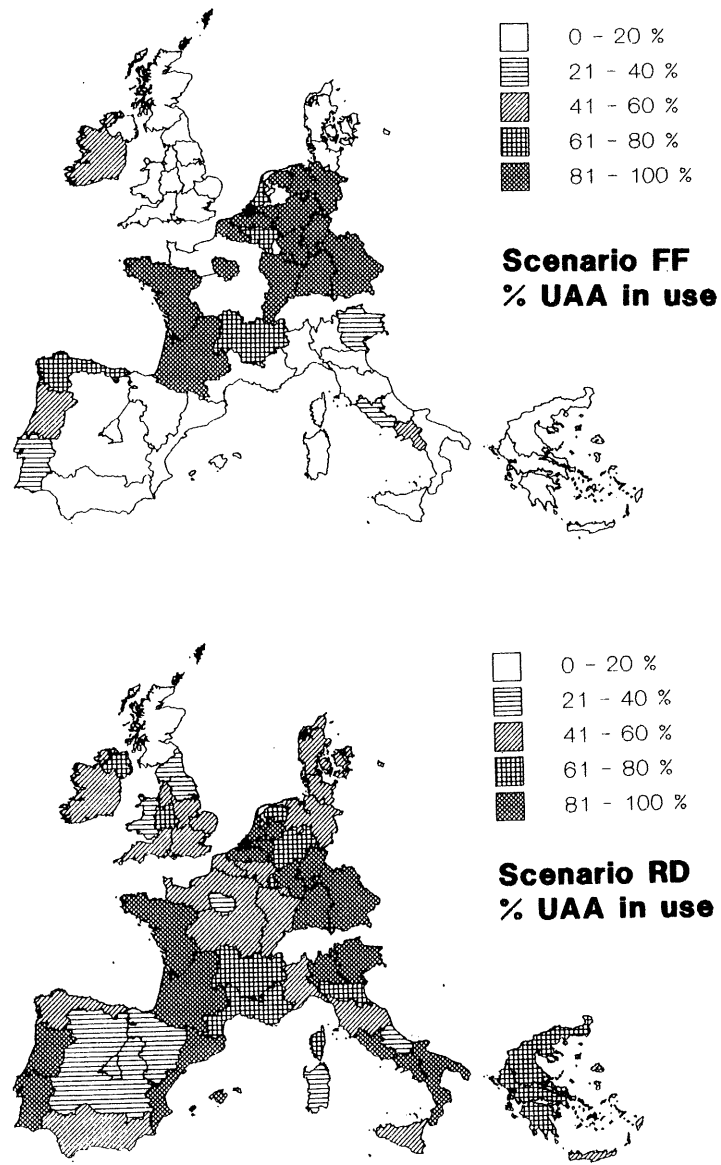 0 - 20 %
21 - 40 %
41 - 60 %
61 - 80 %
81 - 100 %
Scenario FF
% UAA in use
0 - 20 %
21 - 40 %
41 - 60 %
61 - 80 %
81 - 100 %
Scenario RD
% UAA in use